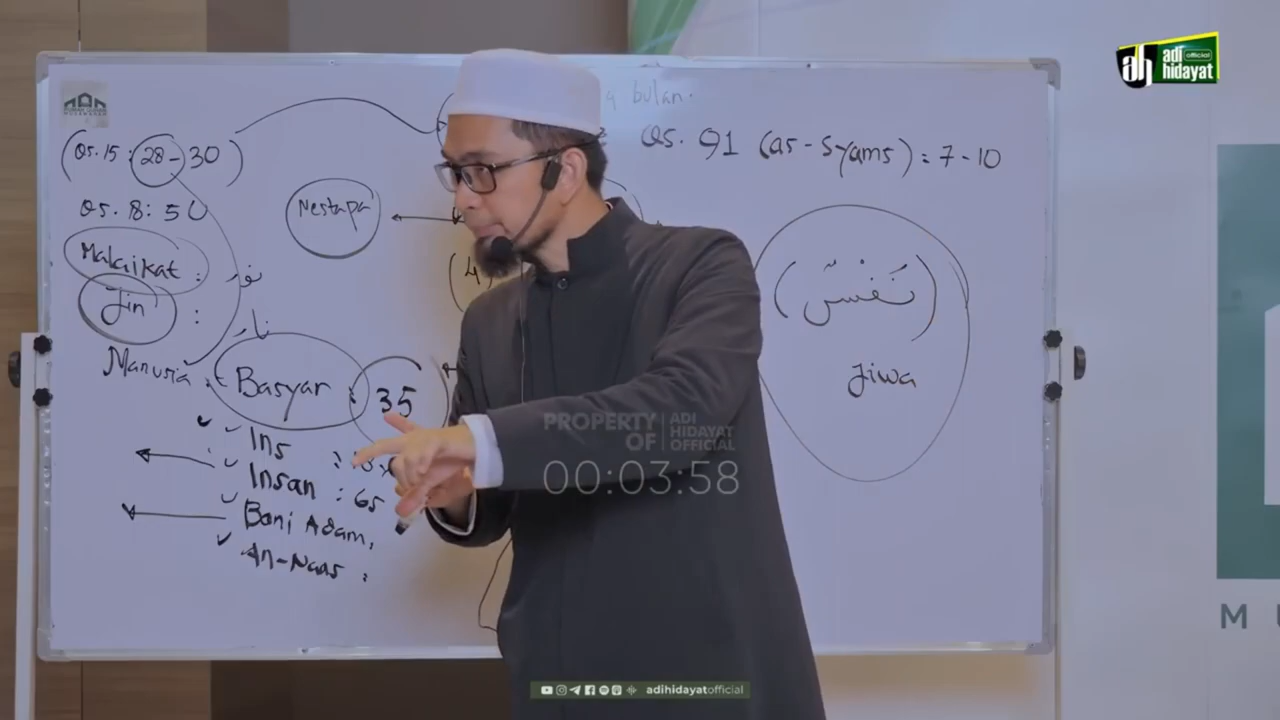 adi
official
hidayat
bulan.
(QS.15: 28-30)
QS. 91 (as-Syams) = 7-10
QS. 18: 50
Nestapa
Malaikat :
نور
(4)
(نَفْسٌ)
Jin :
نار
Jiwa
Manusia :
Basyar : 35
Ins :
Insan : 65
Bani Adam,
An-Naas :
PROPERTY OF
ADI HIDAYAT OFFICIAL
00:03:58
M
adihidayatofficial